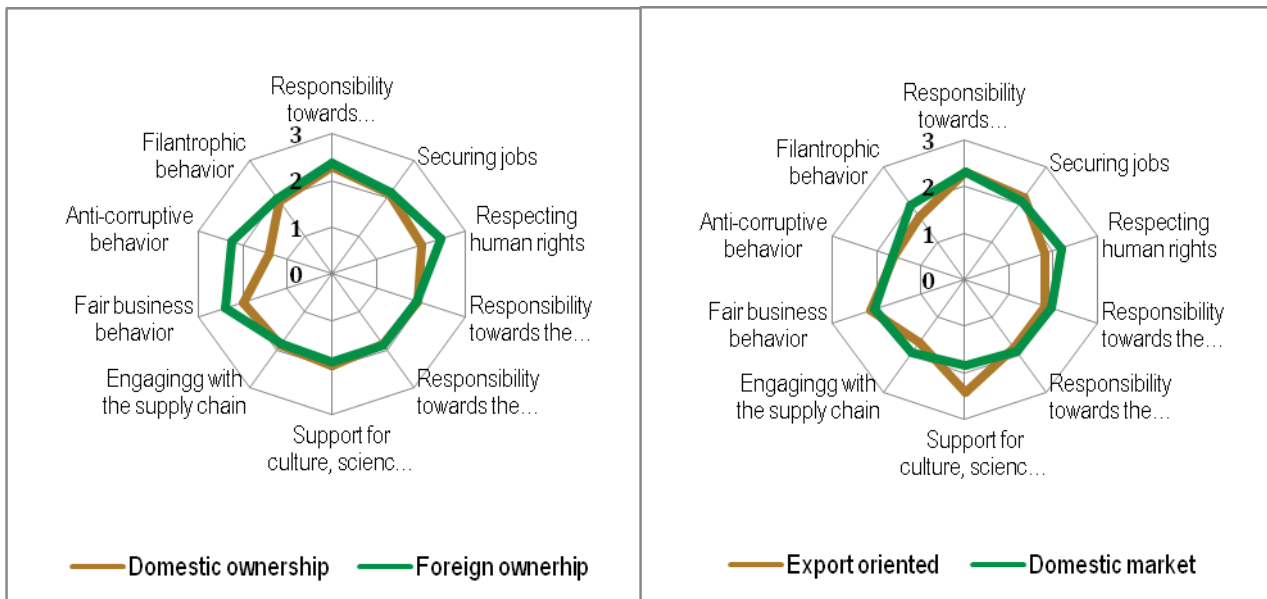 Responsibility
towards...
Securing jobs
Respecting
human rights
Responsibility
towards the...
Responsibility
towards the...
Support for
culture, scienc...
Engagingg with
the supply chain
Fair business
behavior
Anti-corruptive
behavior
Filantrophic
behavior
3
2
1
0
Domestic ownership
Foreign ownerhip
Responsibility
towards...
Securing jobs
Respecting
human rights
Responsibility
towards the...
Responsibility
towards the...
Support for
culture, scienc...
Engagingg with
the supply chain
Fair business
behavior
Anti-corruptive
behavior
Filantrophic
behavior
3
2
1
0
Export oriented
Domestic market